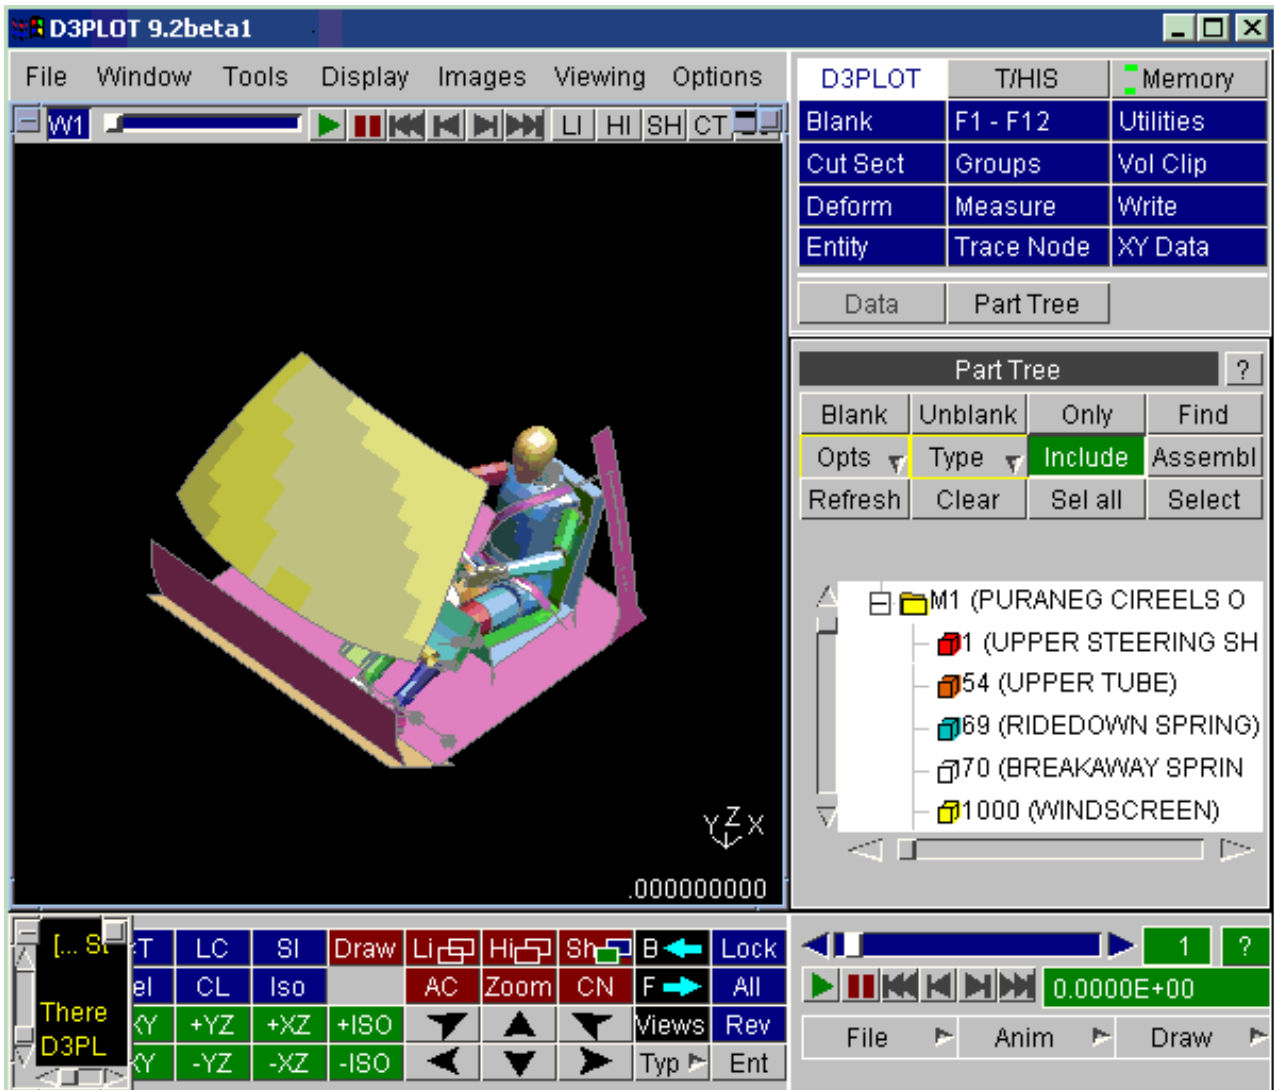 D3PLOT 9.2beta1
File Window Tools Display Images Viewing Options
W1 LI HI SH CT
.000000000
Y Z X
D3PLOT T/HIS Memory
Blank F1 - F12 Utilities
Cut Sect Groups Vol Clip
Deform Measure Write
Entity Trace Node XY Data
Data Part Tree
Part Tree ?
Blank Unblank Only Find
Opts Type Include Assembl
Refresh Clear Sel all Select
M1 (PURANEG CIREELS O
1 (UPPER STEERING SH
54 (UPPER TUBE)
69 (RIDEDOWN SPRING)
70 (BREAKAWAY SPRIN
1000 (WINDSCREEN)
[... St
There
D3PL
LC SI Draw Li Hi Sh B Lock
el CL Iso AC Zoom CN F All
XY +YZ +XZ +ISO Views Rev
XY -YZ -XZ -ISO Typ Ent
1 ?
0.0000E+00
File Anim Draw